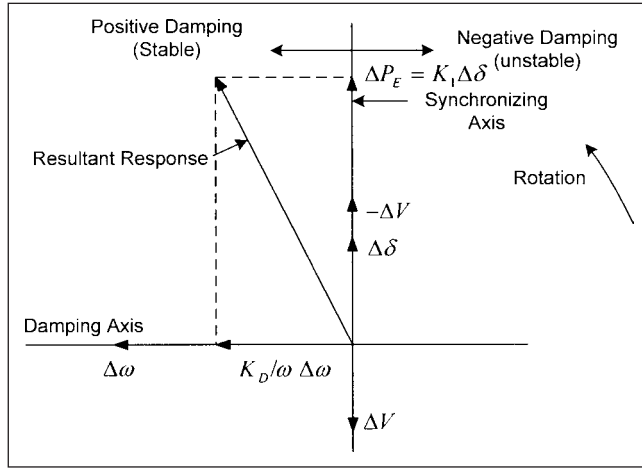 Positive Damping
(Stable)
Negative Damping
(unstable)
ΔP_E = K_1Δδ
Synchronizing
Axis
Resultant Response
Rotation
−ΔV
Δδ
Damping Axis
Δω
K_D/ω Δω
ΔV